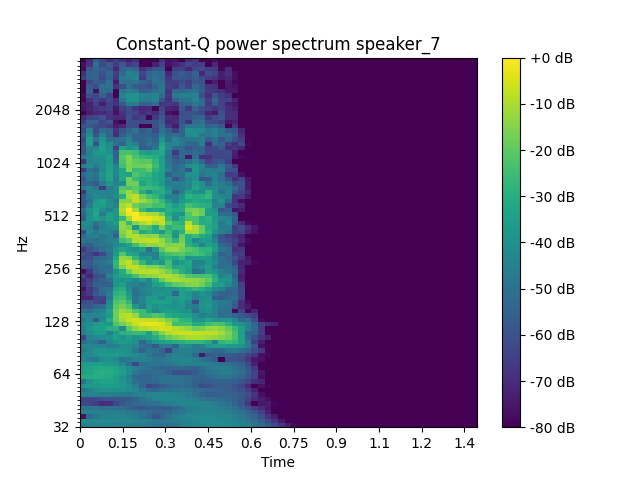 Constant-Q power spectrum speaker_7
Hz
2048
1024
512
256
128
64
32
0 0.15 0.3 0.45 0.6 0.75 0.9 1.1 1.2 1.4
Time
+0 dB
-10 dB
-20 dB
-30 dB
-40 dB
-50 dB
-60 dB
-70 dB
-80 dB